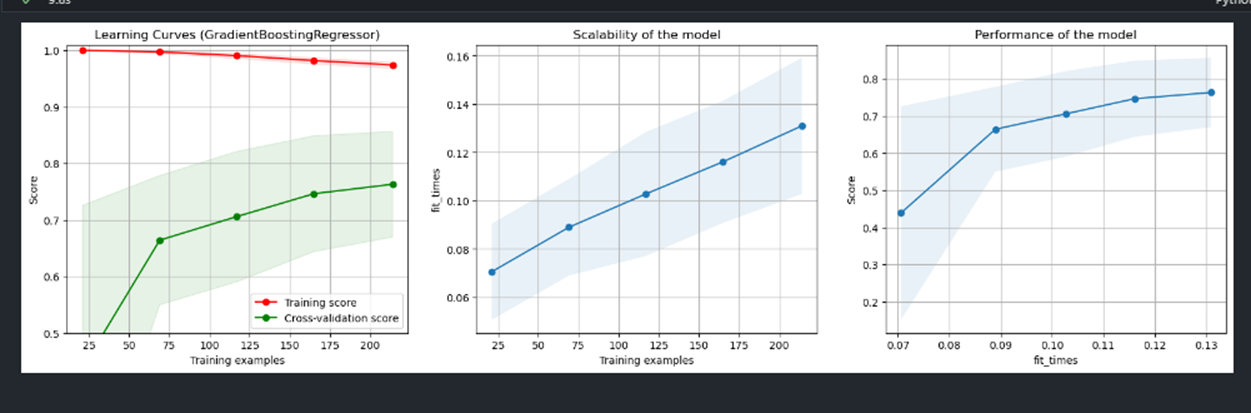 9.8s
Python
Learning Curves (GradientBoostingRegressor)
1.0
0.9
0.8
0.7
0.6
0.5
Score
25 50 75 100 125 150 175 200
Training examples
Training score
Cross-validation score
Scalability of the model
0.16
0.14
0.12
0.10
0.08
0.06
fit_times
25 50 75 100 125 150 175 200
Training examples
Performance of the model
0.8
0.7
0.6
0.5
0.4
0.3
0.2
Score
0.07 0.08 0.09 0.10 0.11 0.12 0.13
fit_times